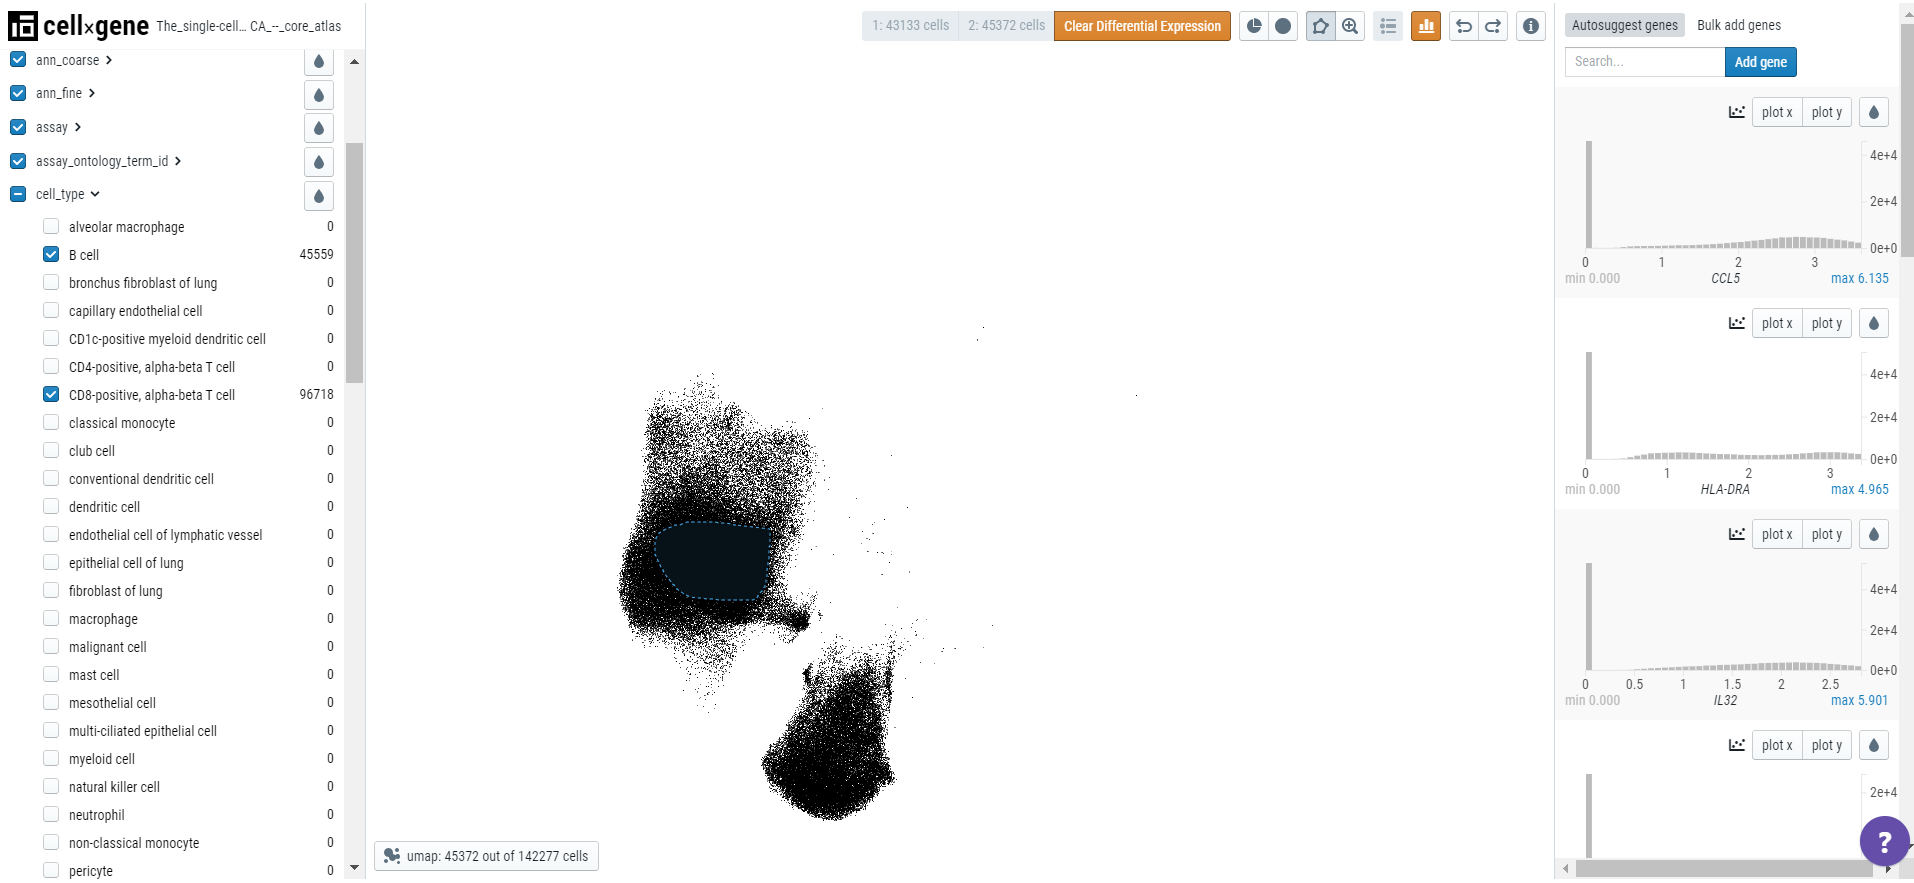 cell×gene The_single-cell... CA_--_core_atlas
1: 43133 cells 2: 45372 cells Clear Differential Expression
ann_coarse
ann_fine
assay
assay_ontology_term_id
cell_type
alveolar macrophage 0
B cell 45559
bronchus fibroblast of lung 0
capillary endothelial cell 0
CD1c-positive myeloid dendritic cell 0
CD4-positive, alpha-beta T cell 0
CD8-positive, alpha-beta T cell 96718
classical monocyte 0
club cell 0
conventional dendritic cell 0
dendritic cell 0
endothelial cell of lymphatic vessel 0
epithelial cell of lung 0
fibroblast of lung 0
macrophage 0
malignant cell 0
mast cell 0
mesothelial cell 0
multi-ciliated epithelial cell 0
myeloid cell 0
natural killer cell 0
neutrophil 0
non-classical monocyte 0
pericyte 0
umap: 45372 out of 142277 cells
Autosuggest genes Bulk add genes
Search... Add gene
plot x plot y
4e+4
2e+4
0e+0
0 1 2 3
min 0.000 CCL5 max 6.135
plot x plot y
4e+4
2e+4
0e+0
0 1 2 3
min 0.000 HLA-DRA max 4.965
plot x plot y
4e+4
2e+4
0e+0
0 0.5 1 1.5 2 2.5
min 0.000 IL32 max 5.901
plot x plot y
2e+4
?